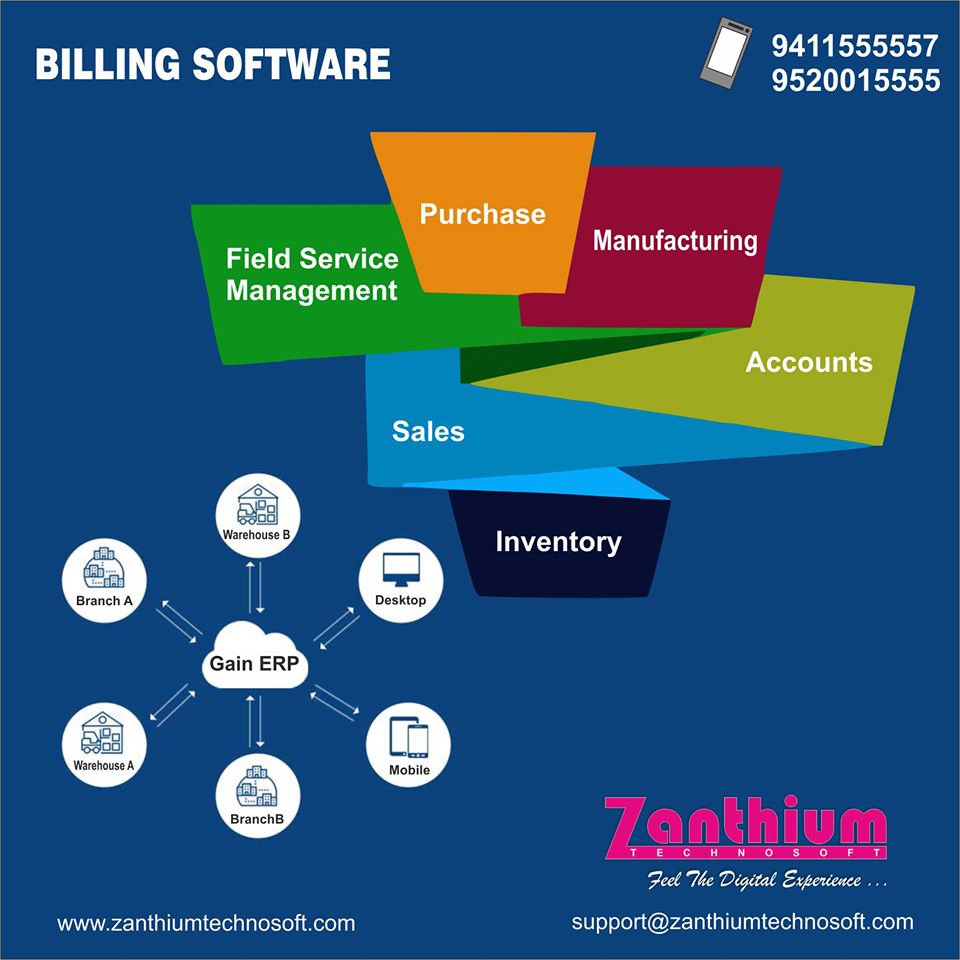 BILLING SOFTWARE
9411555557
9520015555
Purchase
Manufacturing
Field Service
Management
Accounts
Sales
Inventory
Warehouse B
Branch A
Desktop
Gain ERP
Warehouse A
Mobile
BranchB
Zanthium
TECHNOSOFT
Feel The Digital Experience ...
www.zanthiumtechnosoft.com
support@zanthiumtechnosoft.com